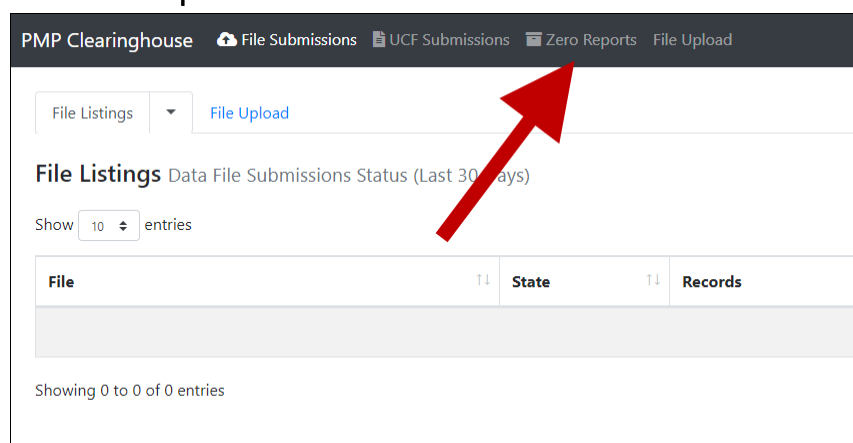 PMP Clearinghouse File Submissions UCF Submissions Zero Reports File Upload
File Listings File Upload
File Listings Data File Submissions Status (Last 30 Days)
Show 10 entries
File State Records
Showing 0 to 0 of 0 entries